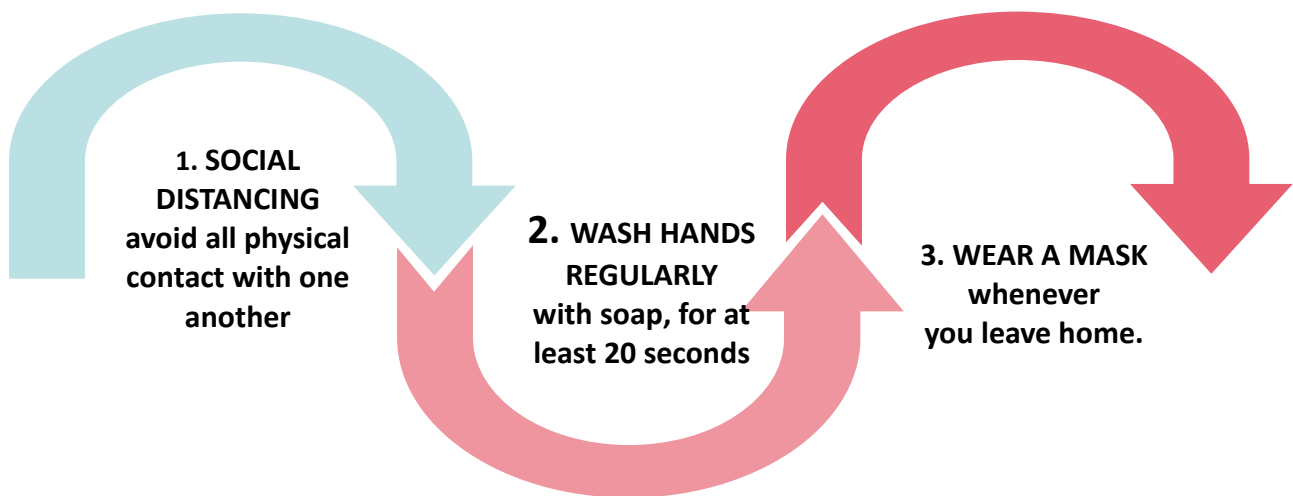 1. SOCIAL
DISTANCING
avoid all physical
contact with one
another
2. WASH HANDS
REGULARLY
with soap, for at
least 20 seconds
3. WEAR A MASK
whenever
you leave home.